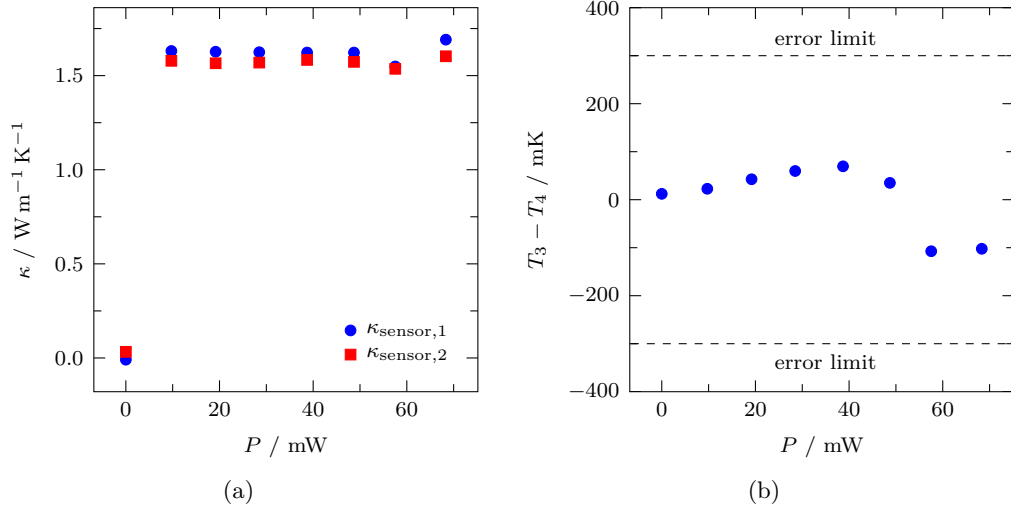 κ / W m⁻¹ K⁻¹
1.5
1.0
0.5
0.0
κsensor,1
κsensor,2
0 20 40 60
P / mW
(a)
T₃ − T₄ / mK
400
200
0
−200
−400
error limit
error limit
0 20 40 60
P / mW
(b)